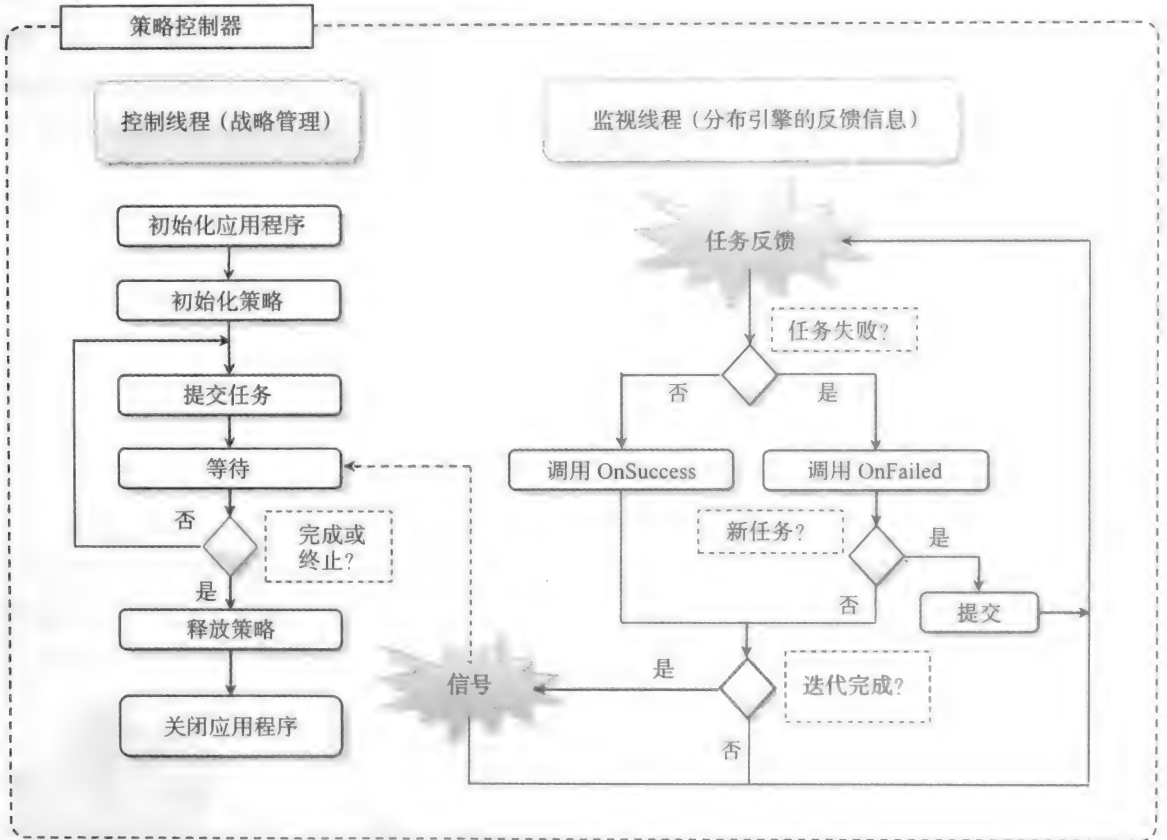 策略控制器
控制线程（战略管理）
监视线程（分布引擎的反馈信息）
初始化应用程序
初始化策略
提交任务
等待
否
完成或
终止？
是
释放策略
关闭应用程序
任务反馈
任务失败？
否
是
调用 OnSuccess
调用 OnFailed
新任务？
是
否
提交
信号
是
迭代完成？
否